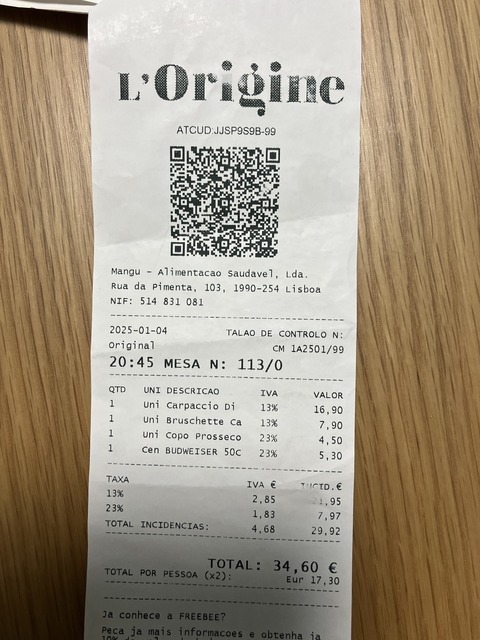 L'Origine
ATCUD:JJSP9S9B-99
Mangu - Alimentacao Saudavel, Lda.
Rua da Pimenta, 103, 1990-254 Lisboa
NIF: 514 831 081
2025-01-04 TALAO DE CONTROLO N:
Original CM 1A2501/99
20:45 MESA N: 113/0
QTD UNI DESCRICAO IVA VALOR
1 Uni Carpaccio Di 13% 16,90
1 Uni Bruschette Ca 13% 7,90
1 Uni Copo Prosseco 23% 4,50
1 Cen BUDWEISER 50c 23% 5,30
TAXA IVA € INCID.€
13% 2,85 21,95
23% 1,83 7,97
TOTAL INCIDENCIAS: 4,68 29,92
TOTAL: 34,60 €
TOTAL POR PESSOA (x2): Eur 17,30
Ja conhece a FREEBEE?
Peca ja mais informacoes e obtenha ja
10% de